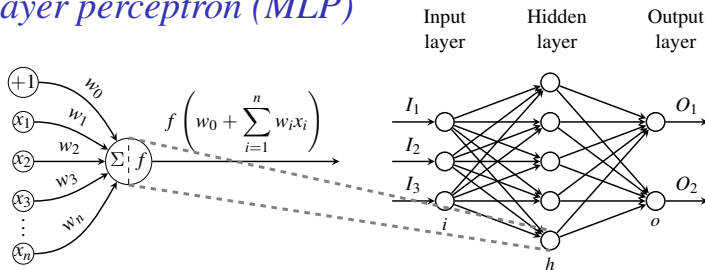 ayer perceptron (MLP)
Input layer
Hidden layer
Output layer
+1
x₁
x₂
x₃
⋮
xₙ
w₀
w₁
w₂
w₃
wₙ
Σ f
f(w₀ + ∑ᵢ₌₁ⁿ wᵢxᵢ)
I₁
I₂
I₃
i
h
o
O₁
O₂